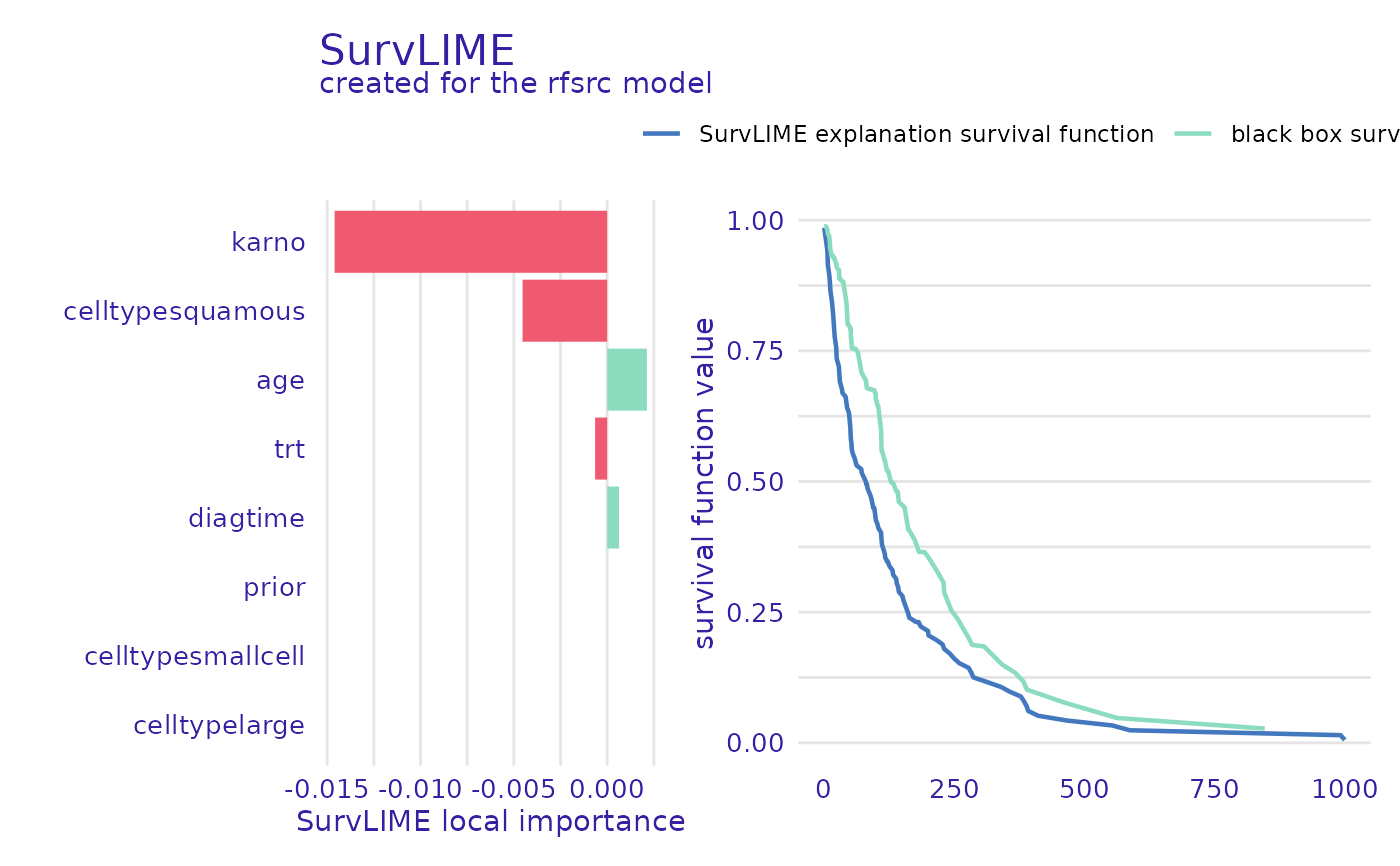 SurvLIME
created for the rfsrc model
SurvLIME explanation survival function black box surv
karno
celltypesquamous
age
trt
diagtime
prior
celltypesmallcell
celltypelarge
-0.015 -0.010 -0.005 0.000
SurvLIME local importance
survival function value
1.00
0.75
0.50
0.25
0.00
0 250 500 750 1000